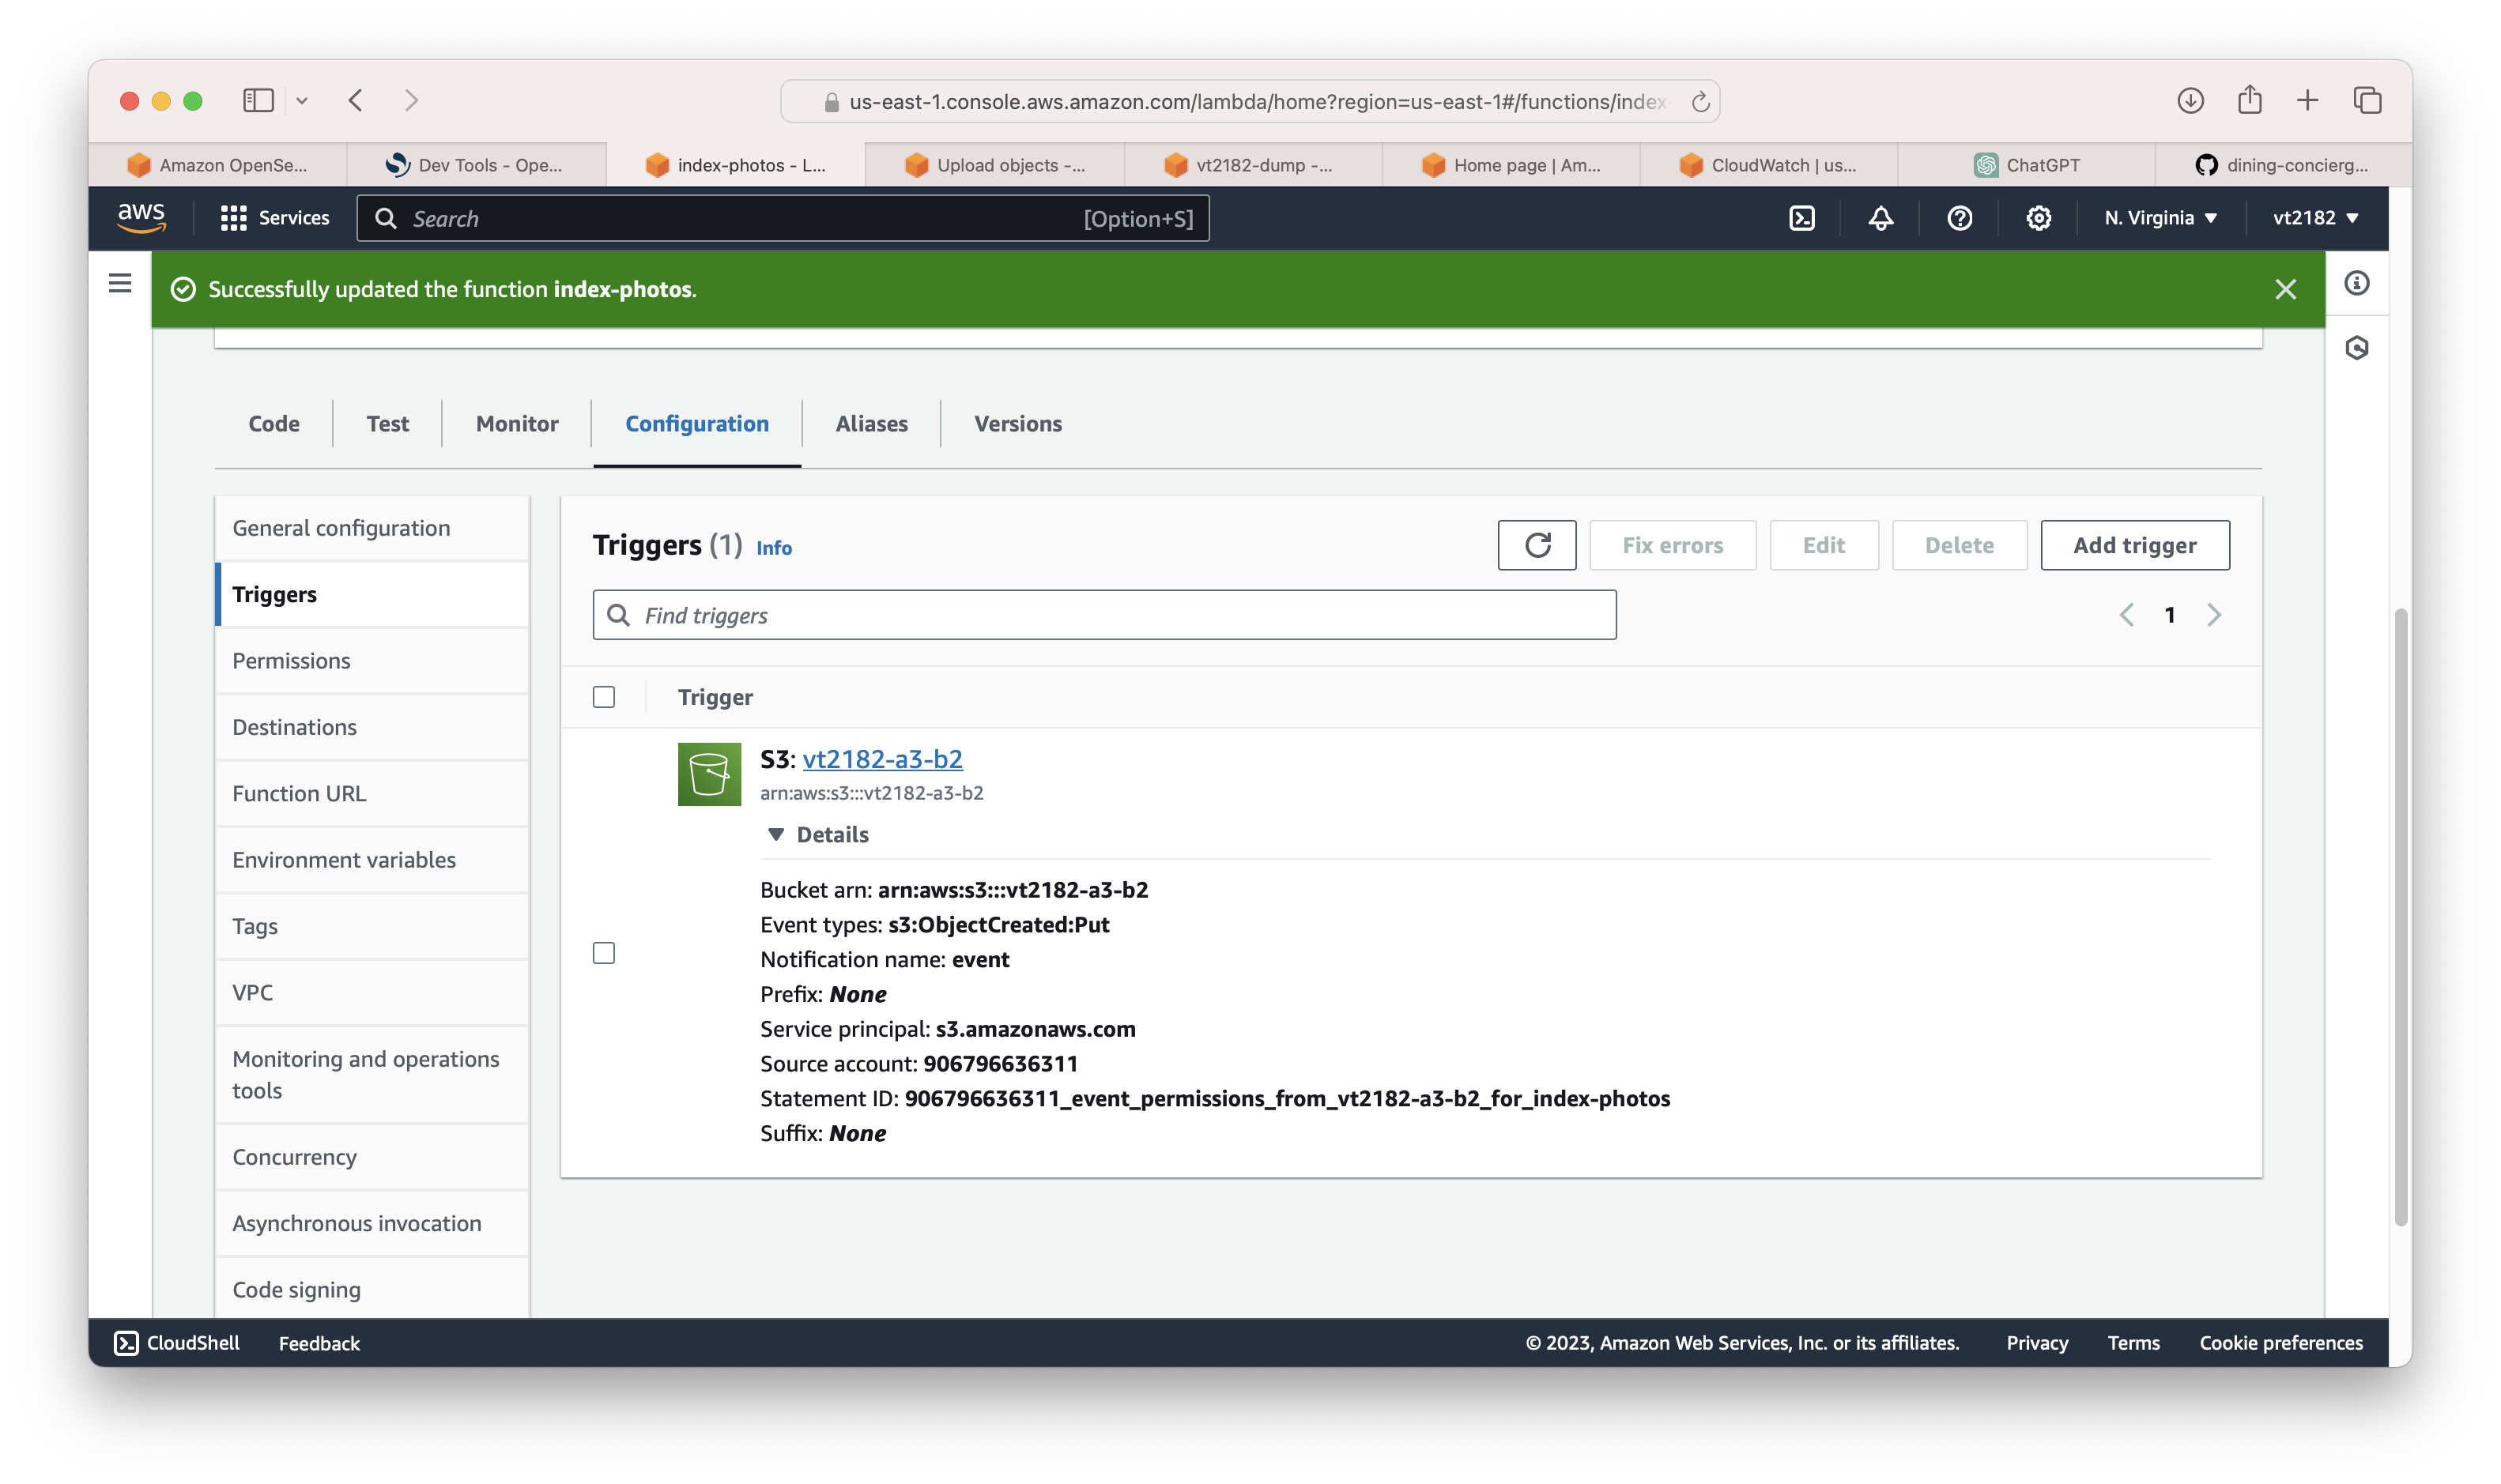 us-east-1.console.aws.amazon.com/lambda/home?region=us-east-1#/functions/index
Amazon OpenSe...
Dev Tools - Ope...
index-photos - L...
Upload objects -...
vt2182-dump -...
Home page | Am...
CloudWatch | us...
ChatGPT
dining-concierg...
aws
Services
Search
[Option+S]
N. Virginia
vt2182
Successfully updated the function index-photos.
Code
Test
Monitor
Configuration
Aliases
Versions
General configuration
Triggers
Permissions
Destinations
Function URL
Environment variables
Tags
VPC
Monitoring and operations
tools
Concurrency
Asynchronous invocation
Code signing
Triggers (1) Info
Fix errors
Edit
Delete
Add trigger
Find triggers
1
Trigger
S3: vt2182-a3-b2
arn:aws:s3:::vt2182-a3-b2
Details
Bucket arn: arn:aws:s3:::vt2182-a3-b2
Event types: s3:ObjectCreated:Put
Notification name: event
Prefix: None
Service principal: s3.amazonaws.com
Source account: 906796636311
Statement ID: 906796636311_event_permissions_from_vt2182-a3-b2_for_index-photos
Suffix: None
CloudShell
Feedback
© 2023, Amazon Web Services, Inc. or its affiliates.
Privacy
Terms
Cookie preferences